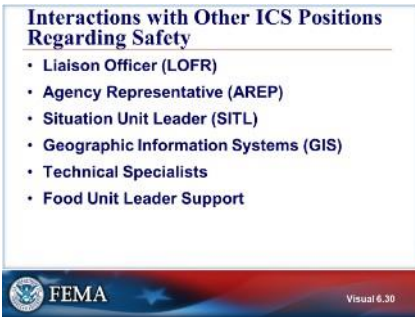 Interactions with Other ICS Positions
Regarding Safety
• Liaison Officer (LOFR)
• Agency Representative (AREP)
• Situation Unit Leader (SITL)
• Geographic Information Systems (GIS)
• Technical Specialists
• Food Unit Leader Support
FEMA
Visual 6.30